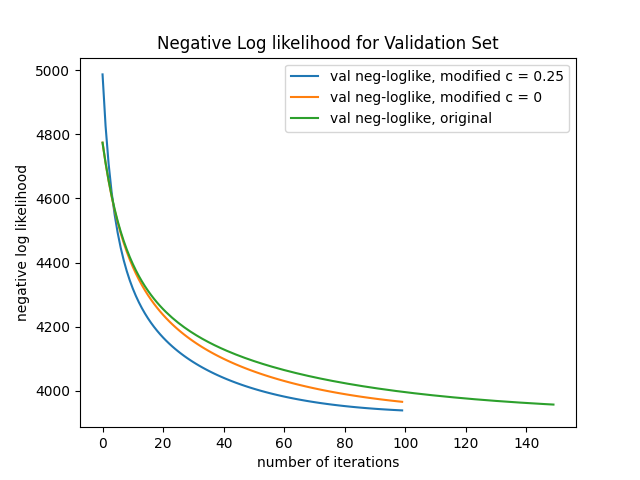 Negative Log likelihood for Validation Set
val neg-loglike, modified c = 0.25
val neg-loglike, modified c = 0
val neg-loglike, original
negative log likelihood
5000
4800
4600
4400
4200
4000
0 20 40 60 80 100 120 140
number of iterations